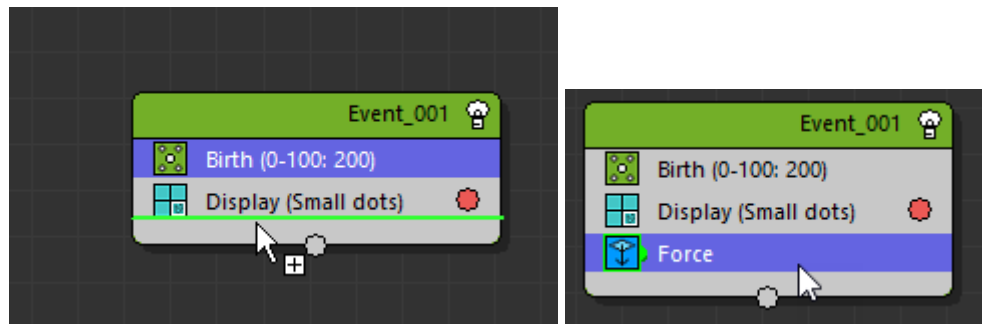 Event_001
Birth (0-100: 200)
Display (Small dots)
Event_001
Birth (0-100: 200)
Display (Small dots)
Force